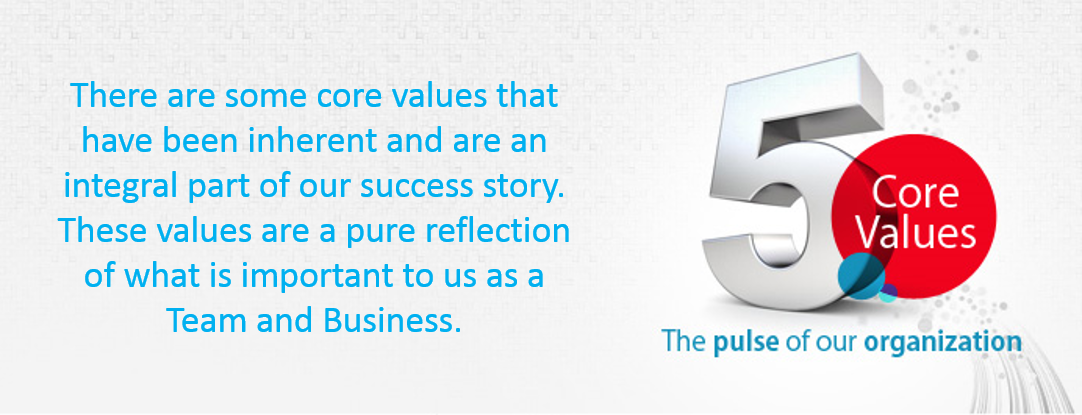 There are some core values that
have been inherent and are an
integral part of our success story.
These values are a pure reflection
of what is important to us as a
Team and Business.
5
Core
Values
The pulse of our organization